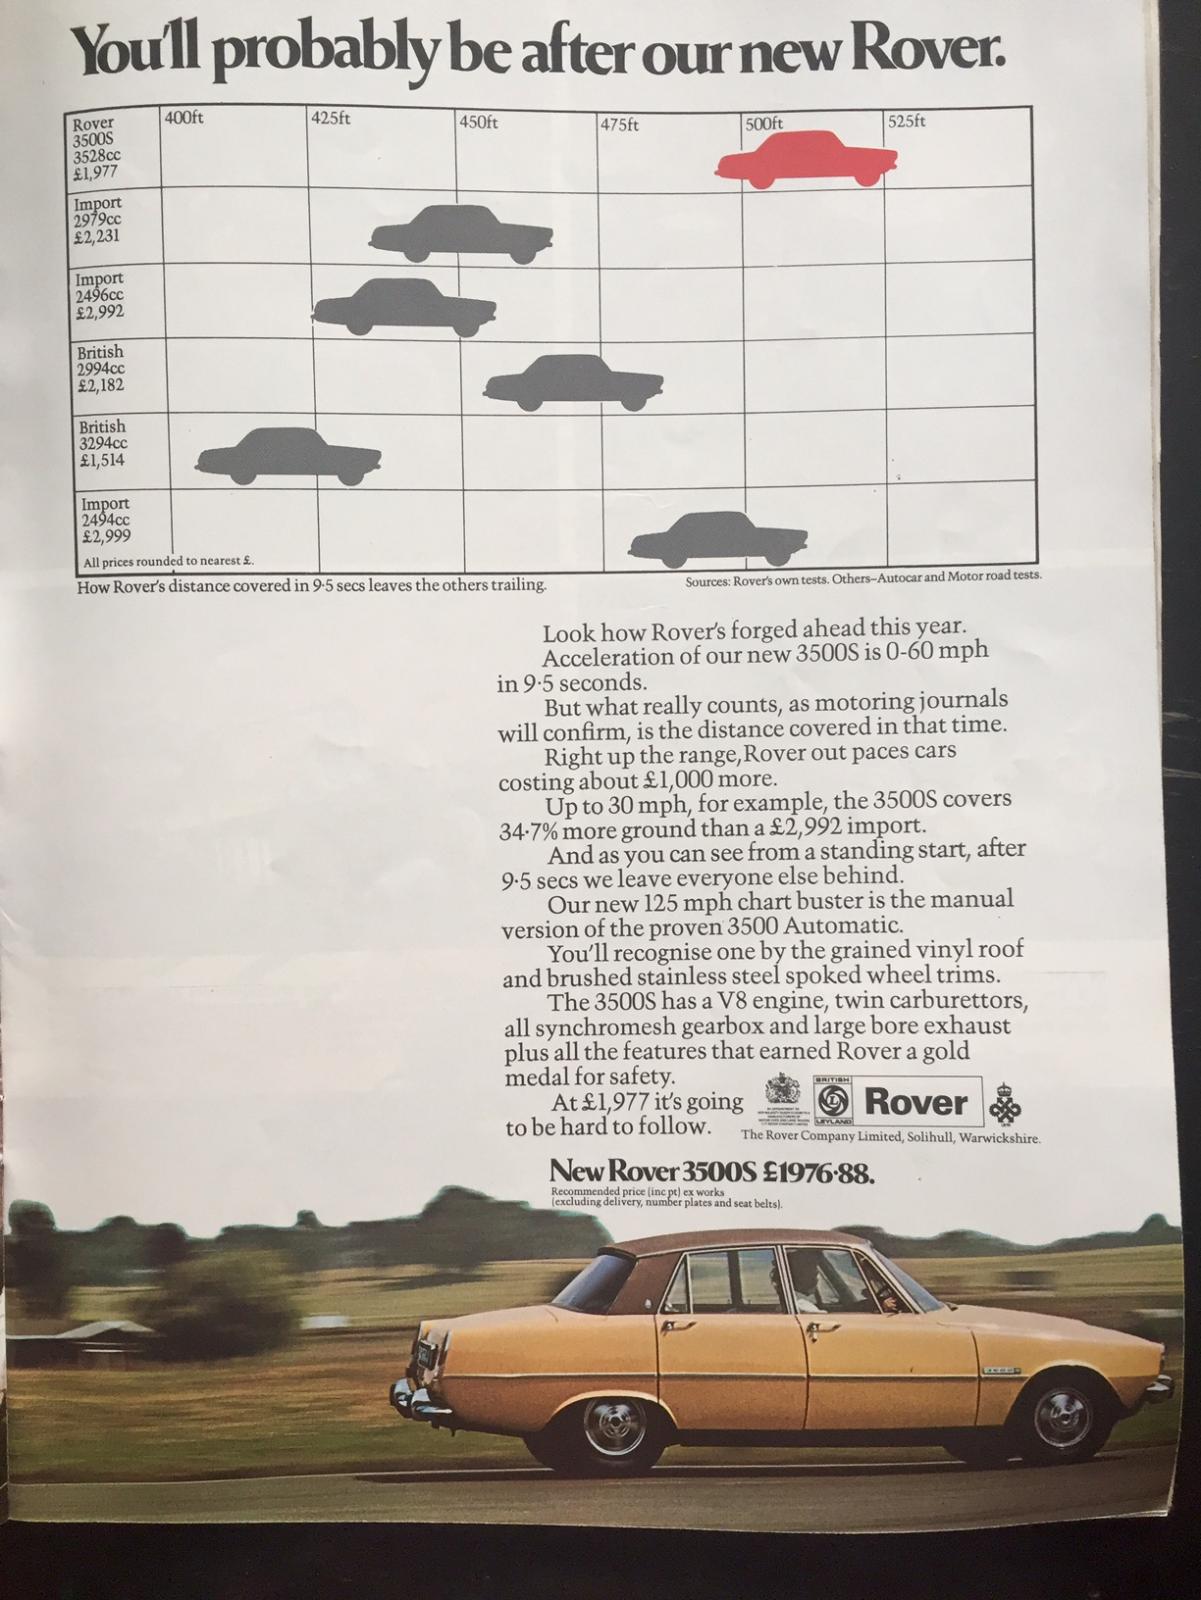 You'll probably be after our new Rover.
Rover
3500S
3528cc
£1,977
400ft
425ft
450ft
475ft
500ft
525ft
Import
2979cc
£2,231
Import
2496cc
£2,992
British
2994cc
£2,182
British
3294cc
£1,514
Import
2494cc
£2,999
All prices rounded to nearest £.
How Rover's distance covered in 9·5 secs leaves the others trailing.
Sources: Rover's own tests. Others–Autocar and Motor road tests.
Look how Rover's forged ahead this year.
Acceleration of our new 3500S is 0-60 mph
in 9·5 seconds.
But what really counts, as motoring journals
will confirm, is the distance covered in that time.
Right up the range, Rover out paces cars
costing about £1,000 more.
Up to 30 mph, for example, the 3500S covers
34·7% more ground than a £2,992 import.
And as you can see from a standing start, after
9·5 secs we leave everyone else behind.
Our new 125 mph chart buster is the manual
version of the proven 3500 Automatic.
You'll recognise one by the grained vinyl roof
and brushed stainless steel spoked wheel trims.
The 3500S has a V8 engine, twin carburettors,
all synchromesh gearbox and large bore exhaust
plus all the features that earned Rover a gold
medal for safety.
At £1,977 it's going
to be hard to follow.
BRITISH
L
LEYLAND
Rover
The Rover Company Limited, Solihull, Warwickshire.
New Rover 3500S £1976·88.
Recommended price (inc pt) ex works
(excluding delivery, number plates and seat belts).